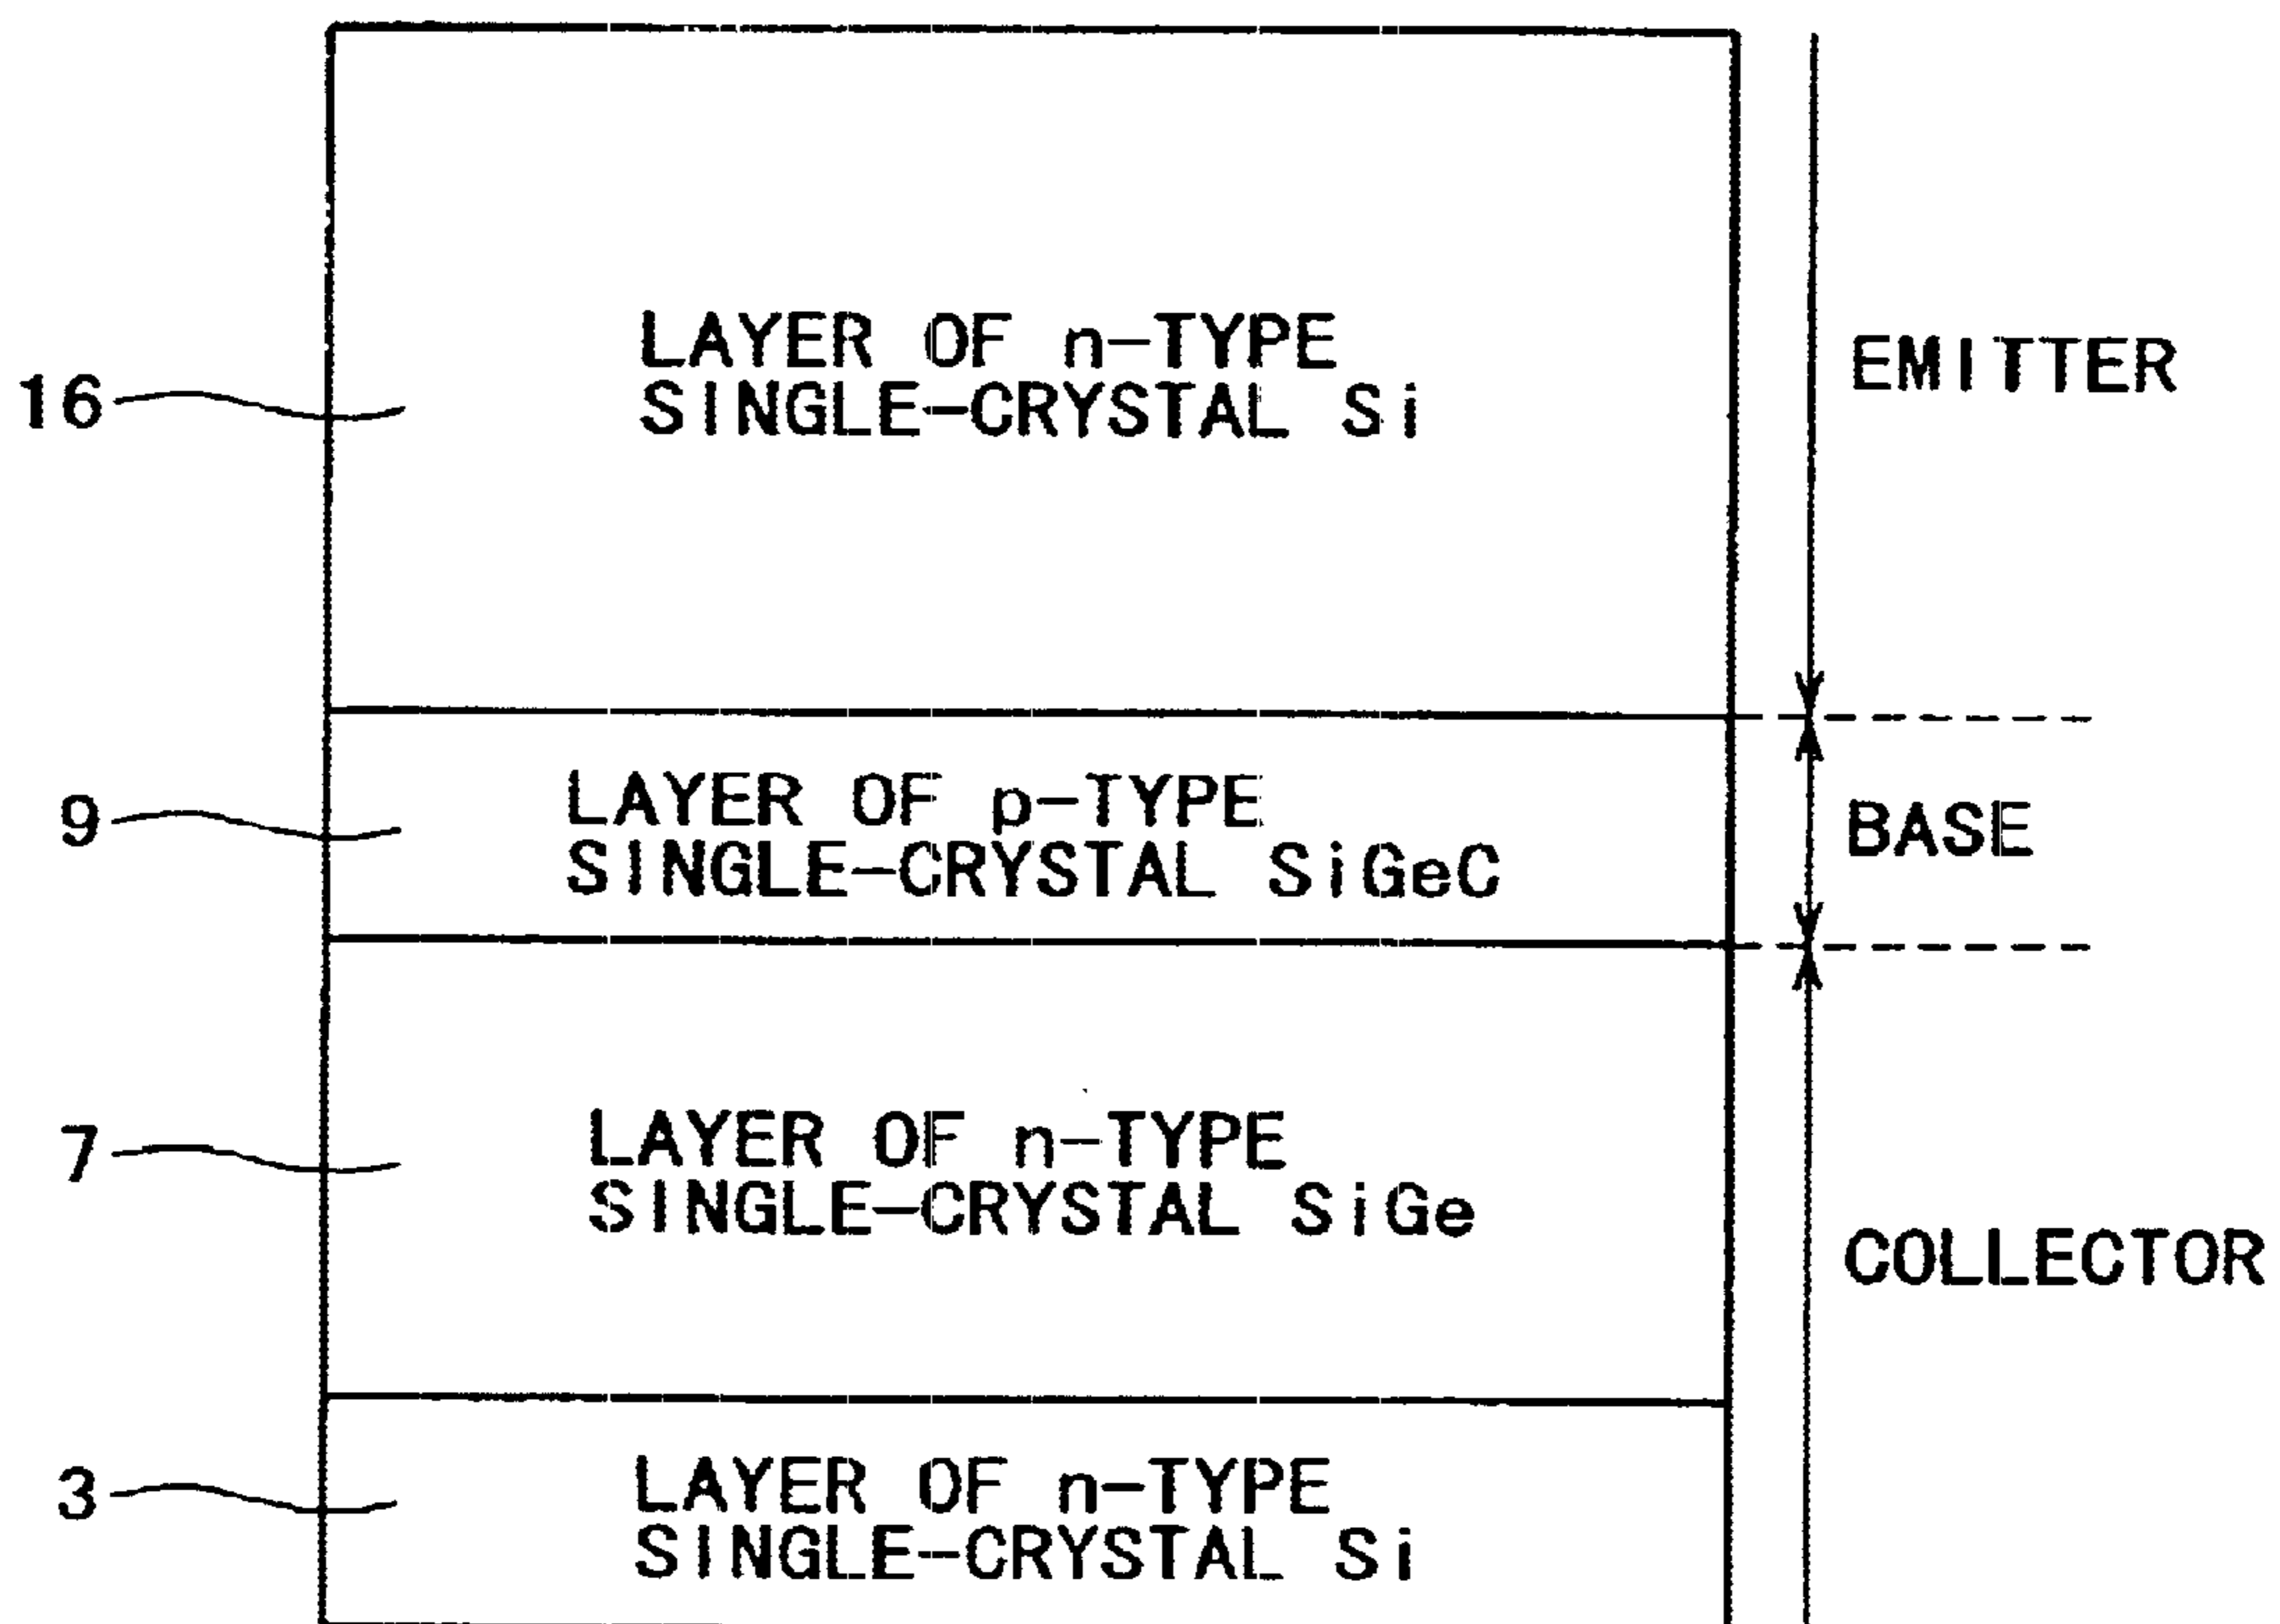 LAYER OF n-TYPE
SINGLE-CRYSTAL Si
16
EMITTER
LAYER OF p-TYPE
SINGLE-CRYSTAL SiGeC
9
BASE
LAYER OF n-TYPE
SINGLE-CRYSTAL SiGe
7
COLLECTOR
LAYER OF n-TYPE
SINGLE-CRYSTAL Si
3